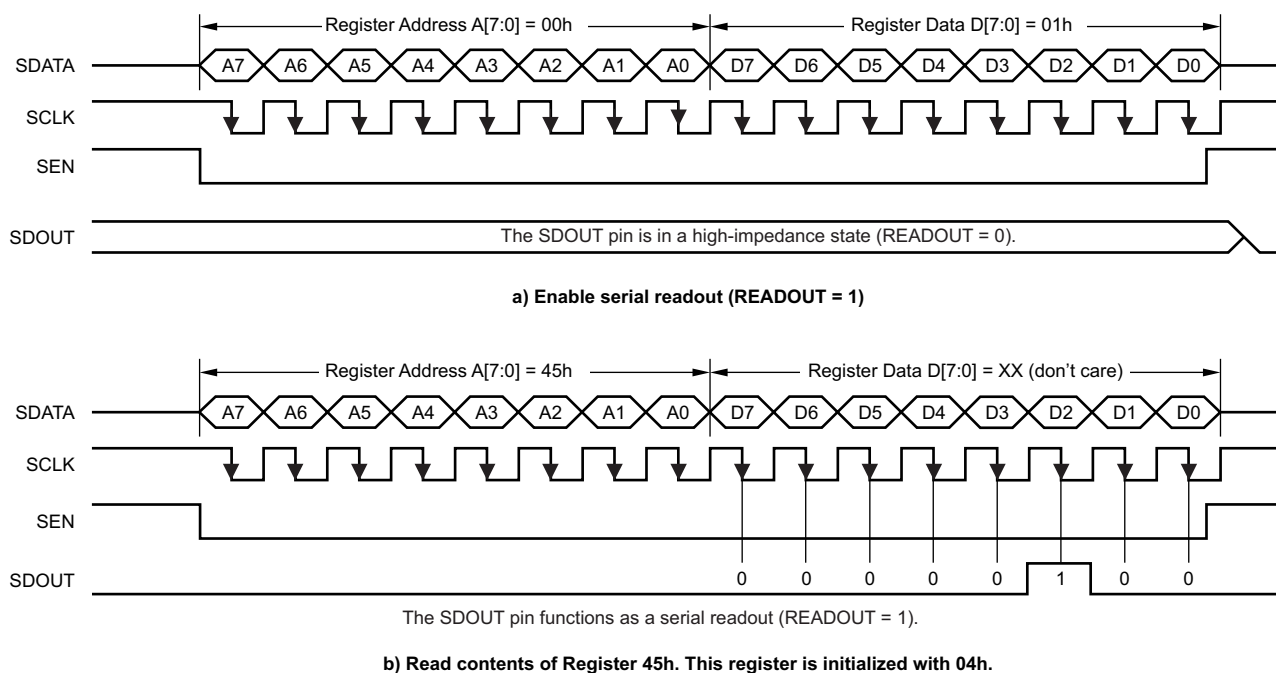 Register Address A[7:0] = 00h Register Data D[7:0] = 01h
SDATA A7 A6 A5 A4 A3 A2 A1 A0 D7 D6 D5 D4 D3 D2 D1 D0
SCLK
SEN
SDOUT The SDOUT pin is in a high-impedance state (READOUT = 0).
a) Enable serial readout (READOUT = 1)
Register Address A[7:0] = 45h Register Data D[7:0] = XX (don’t care)
SDATA A7 A6 A5 A4 A3 A2 A1 A0 D7 D6 D5 D4 D3 D2 D1 D0
SCLK
SEN
SDOUT 0 0 0 0 0 1 0 0
The SDOUT pin functions as a serial readout (READOUT = 1).
b) Read contents of Register 45h. This register is initialized with 04h.